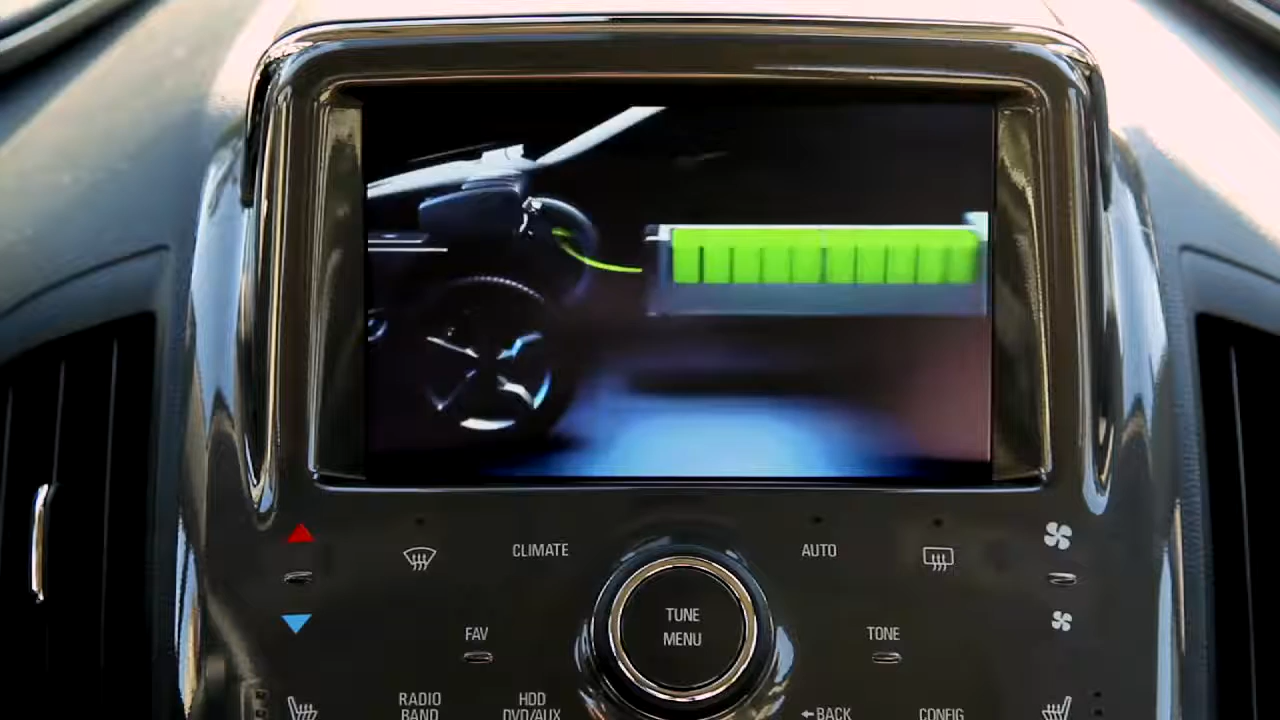 CLIMATE
AUTO
TUNE
MENU
FAV
TONE
RADIO
BAND
HDD
DVD/AUX
←BACK
CONFIG